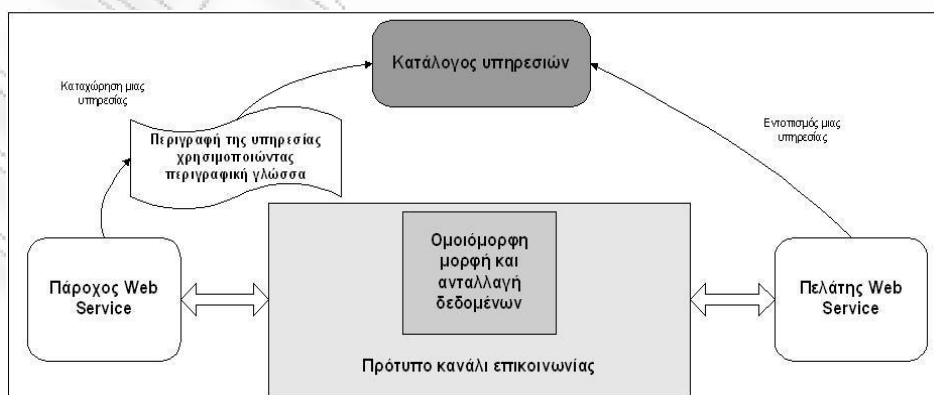 Κατάλογος υπηρεσιών
Καταχώρηση μιας
υπηρεσίας
Εντοπισμός μιας
υπηρεσίας
Περιγραφή της υπηρεσίας
χρησιμοποιώντας
περιγραφική γλώσσα
Ομοιόμορφη
μορφή και
ανταλλαγή
δεδομένων
Πάροχος Web
Service
Πελάτης Web
Service
Πρότυπο κανάλι επικοινωνίας